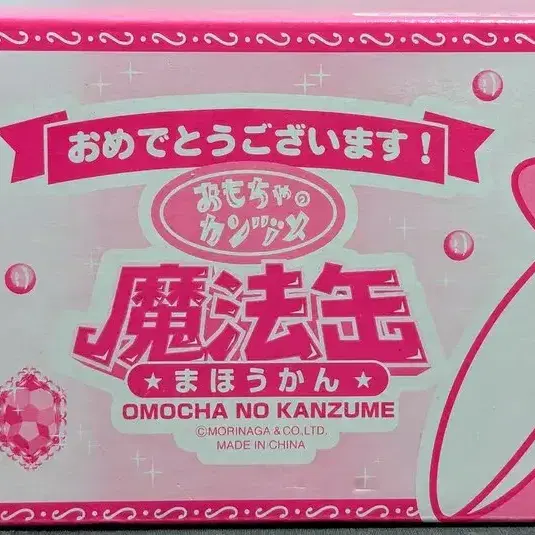 おめでとうございます！
おもちゃの
カンヅメ
魔法缶
★まほうかん★
OMOCHA NO KANZUME
©MORINAGA & CO.LTD.
MADE IN CHINA